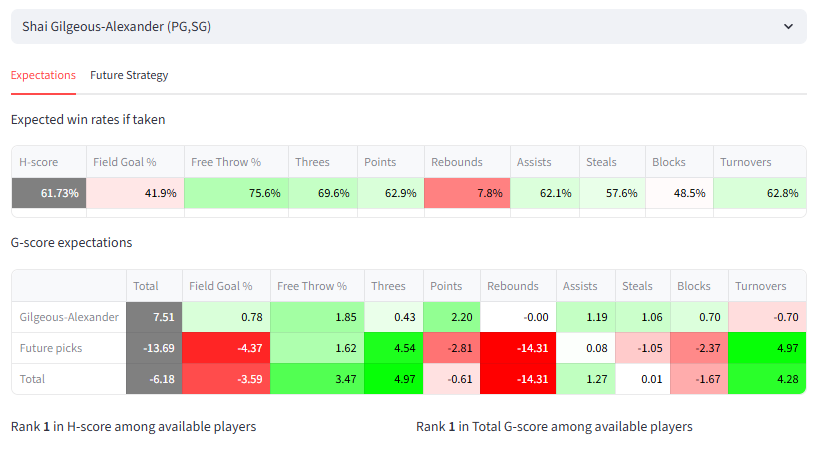 Shai Gilgeous-Alexander (PG,SG)
Expectations Future Strategy
Expected win rates if taken
H-score Field Goal % Free Throw % Threes Points Rebounds Assists Steals Blocks Turnovers
61.73% 41.9% 75.6% 69.6% 62.9% 7.8% 62.1% 57.6% 48.5% 62.8%
G-score expectations
Total Field Goal % Free Throw % Threes Points Rebounds Assists Steals Blocks Turnovers
Gilgeous-Alexander 7.51 0.78 1.85 0.43 2.20 -0.00 1.19 1.06 0.70 -0.70
Future picks -13.69 -4.37 1.62 4.54 -2.81 -14.31 0.08 -1.05 -2.37 4.97
Total -6.18 -3.59 3.47 4.97 -0.61 -14.31 1.27 0.01 -1.67 4.28
Rank 1 in H-score among available players Rank 1 in Total G-score among available players